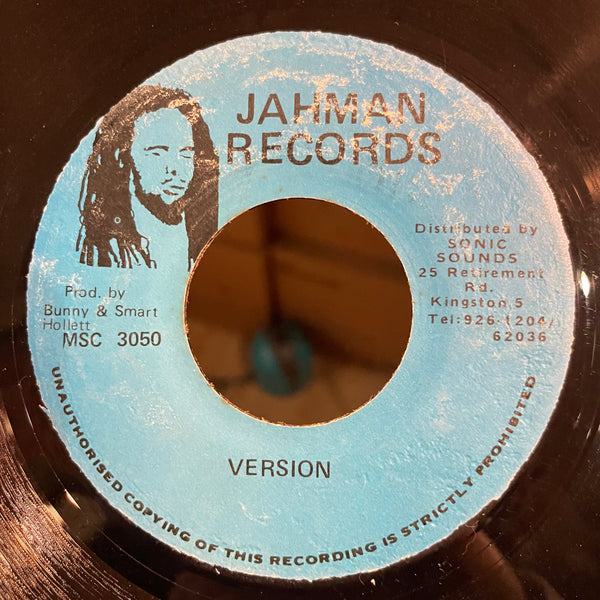 JAHMAN
RECORDS
Distributed by
SONIC
SOUNDS
25 Retirement
Rd.
Kingston.5
Tel:926-1204/
62036
Prod. by
Bunny & Smart
Hollett
MSC 3050
VERSION
UNAUTHORISED COPYING OF THIS RECORDING IS STRICTLY PROHIBITED